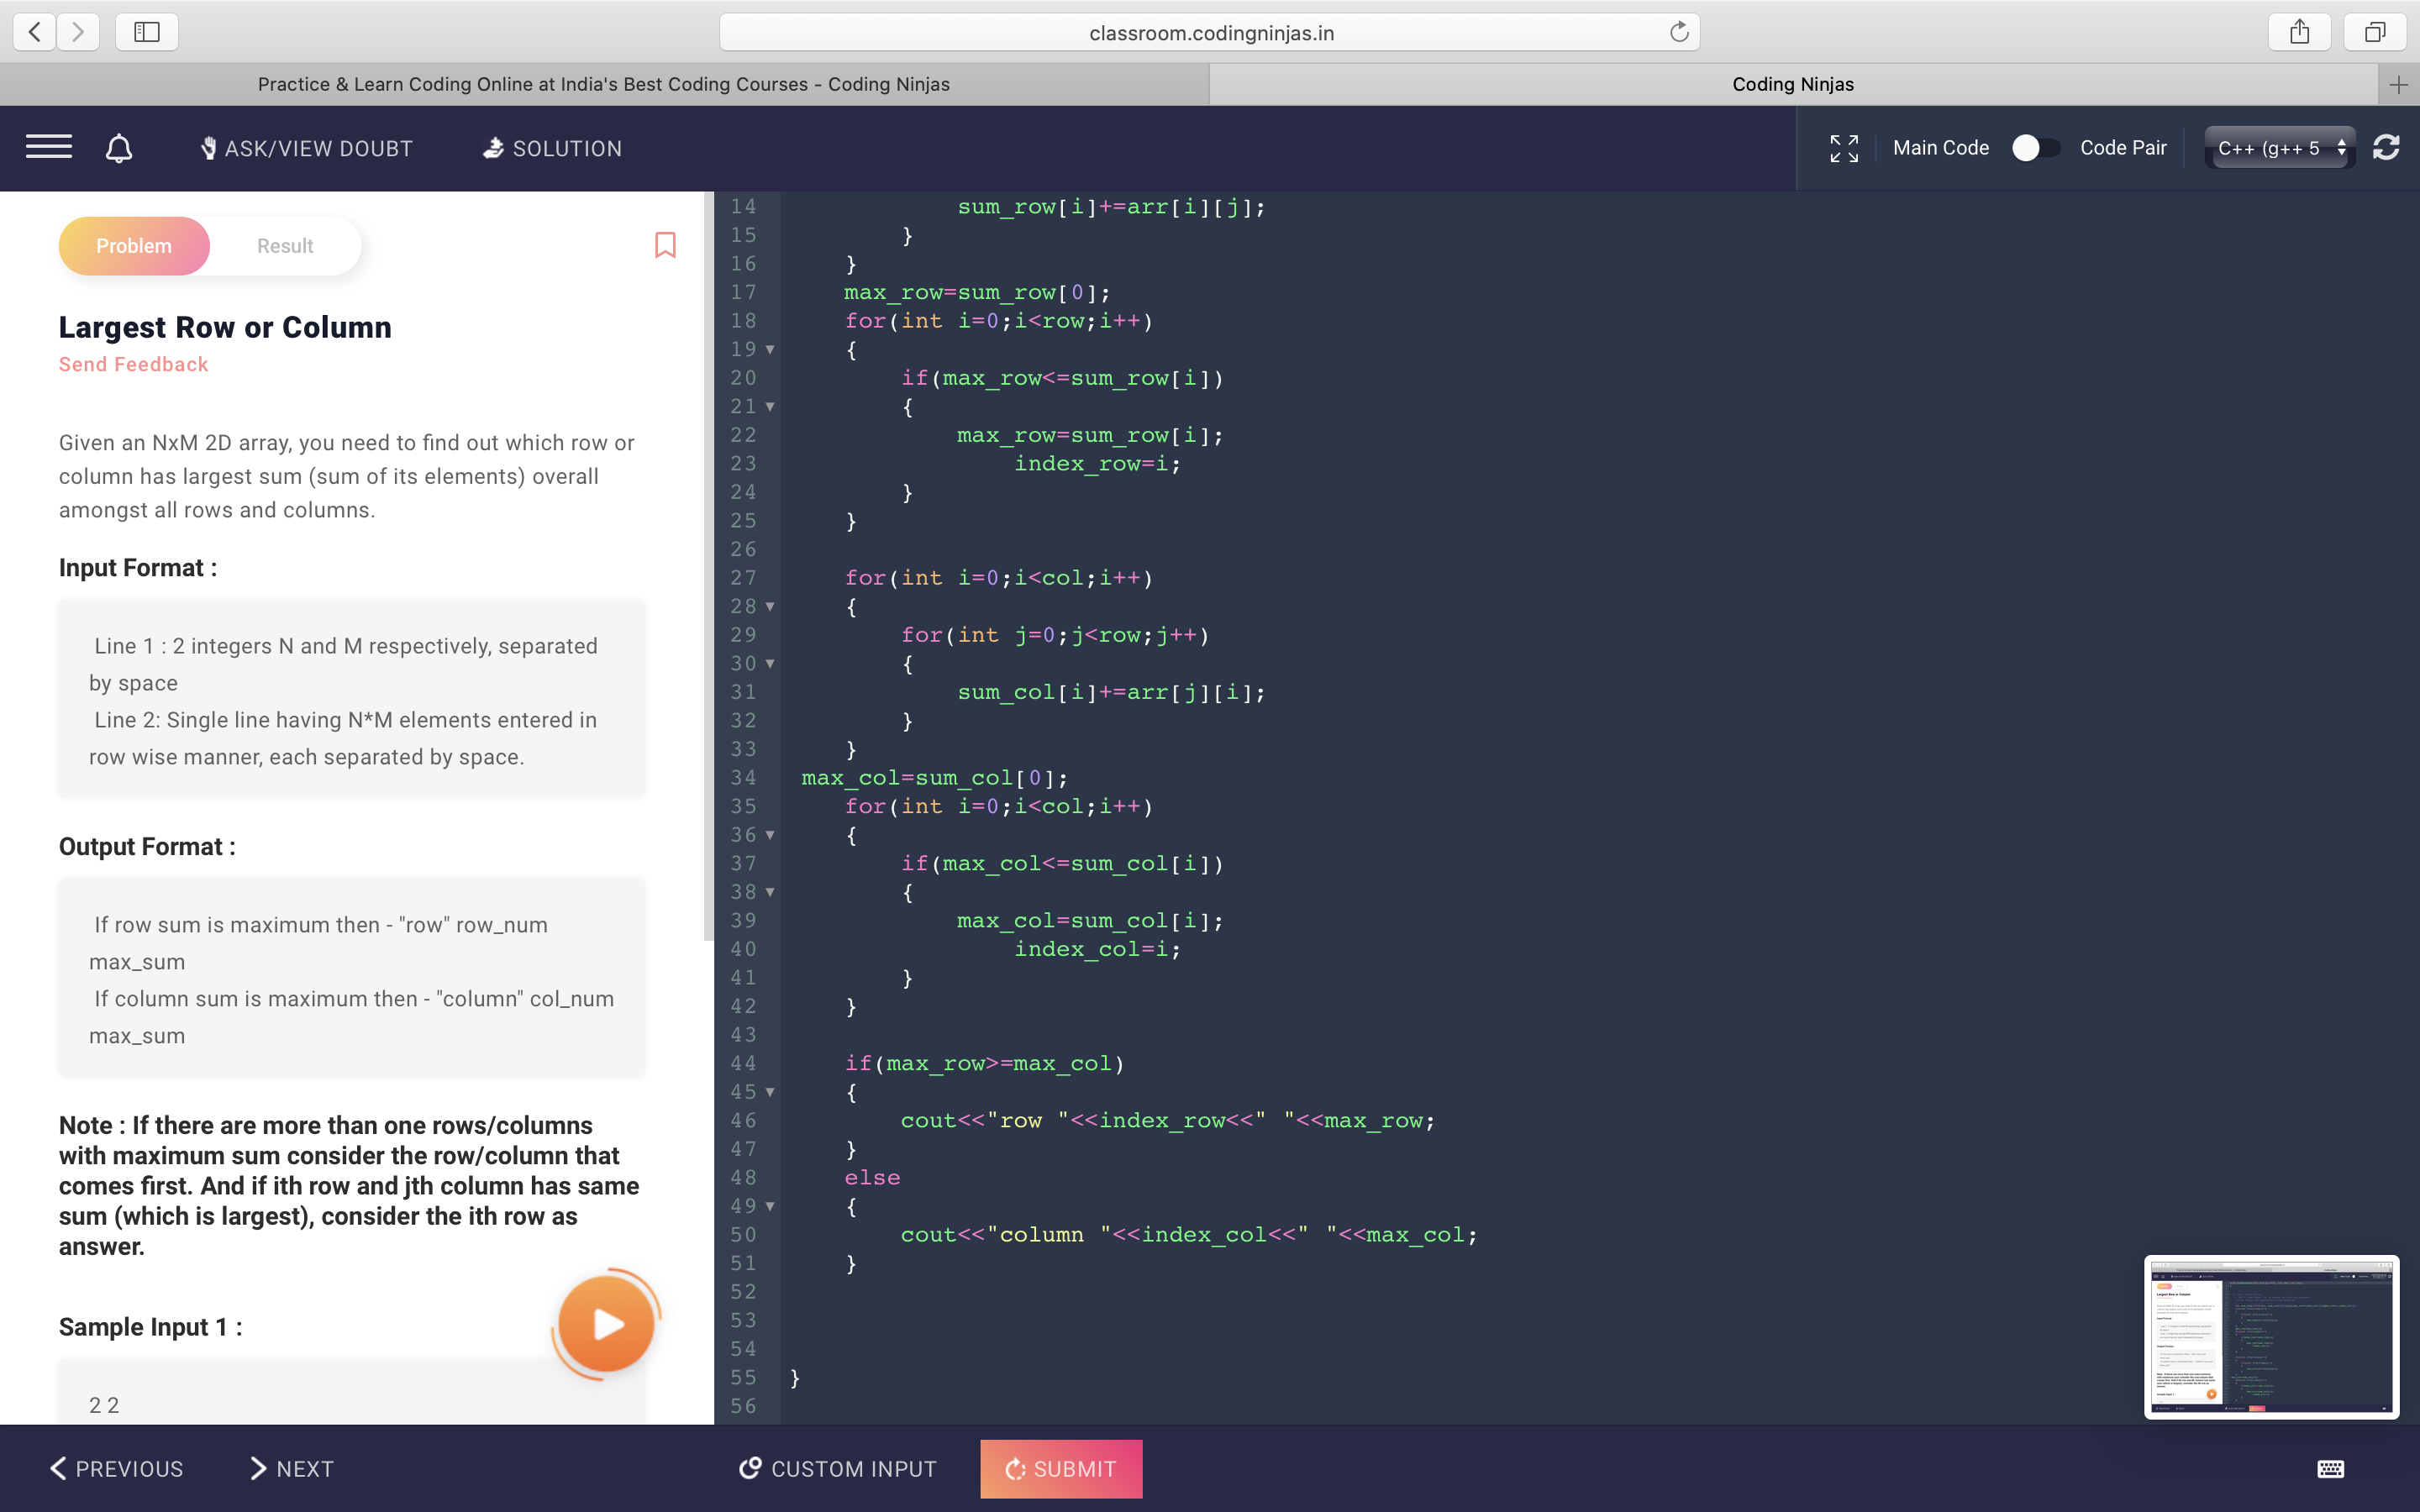 classroom.codingninjas.in
Practice & Learn Coding Online at India's Best Coding Courses - Coding Ninjas
Coding Ninjas
ASK/VIEW DOUBT
SOLUTION
Main Code
Code Pair
C++ (g++ 5
Problem
Result
Largest Row or Column
Send Feedback
Given an NxM 2D array, you need to find out which row or
column has largest sum (sum of its elements) overall
amongst all rows and columns.
Input Format :
Line 1 : 2 integers N and M respectively, separated
by space
Line 2: Single line having N*M elements entered in
row wise manner, each separated by space.
Output Format :
If row sum is maximum then - "row" row_num
max_sum
If column sum is maximum then - "column" col_num
max_sum
Note : If there are more than one rows/columns
with maximum sum consider the row/column that
comes first. And if ith row and jth column has same
sum (which is largest), consider the ith row as
answer.
Sample Input 1 :
2 2
14 sum_row[i]+=arr[i][j];
15 }
16 }
17 max_row=sum_row[0];
18 for(int i=0;i<row;i++)
19 {
20 if(max_row<=sum_row[i])
21 {
22 max_row=sum_row[i];
23 index_row=i;
24 }
25 }
26
27 for(int i=0;i<col;i++)
28 {
29 for(int j=0;j<row;j++)
30 {
31 sum_col[i]+=arr[j][i];
32 }
33 }
34 max_col=sum_col[0];
35 for(int i=0;i<col;i++)
36 {
37 if(max_col<=sum_col[i])
38 {
39 max_col=sum_col[i];
40 index_col=i;
41 }
42 }
43
44 if(max_row>=max_col)
45 {
46 cout<<"row "<<index_row<<" "<<max_row;
47 }
48 else
49 {
50 cout<<"column "<<index_col<<" "<<max_col;
51 }
52
53
54
55 }
56
PREVIOUS
NEXT
CUSTOM INPUT
SUBMIT